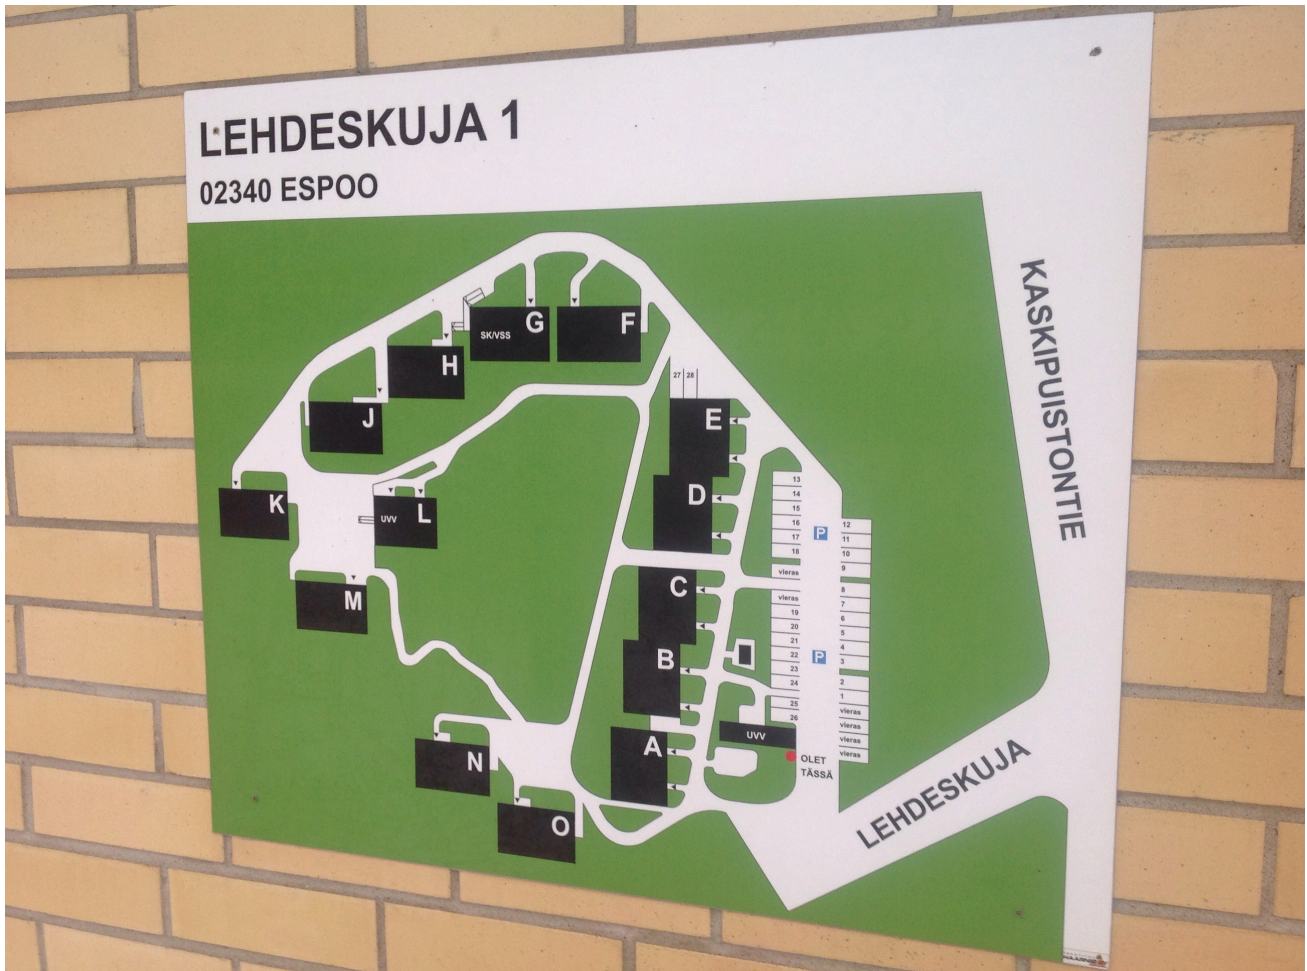 LEHDESKUJA 1
02340 ESPOO
KASKIPUISTONTIE
G
SK/VSS
F
H
27 28
J
E
K
L
UVV
D
13
14
15
16
17
18
vieras
P
12
11
10
9
M
C
vieras
19
20
21
22
23
24
25
26
8
7
6
5
4
3
2
1
vieras
vieras
vieras
vieras
P
B
A
UVV
N
O
OLET
TÄSSÄ
LEHDESKUJA